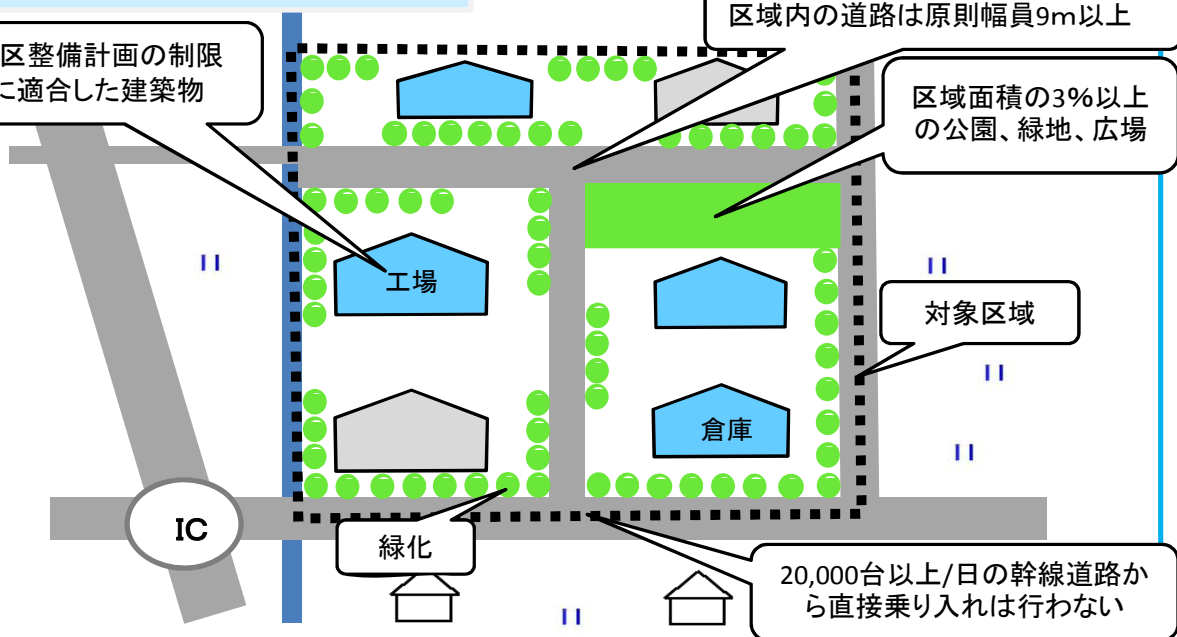 区域内の道路は原則幅員9m以上
区整備計画の制限
に適合した建築物
区域面積の3%以上
の公園、緑地、広場
工場
対象区域
倉庫
IC
緑化
20,000台以上/日の幹線道路か
ら直接乗り入れは行わない